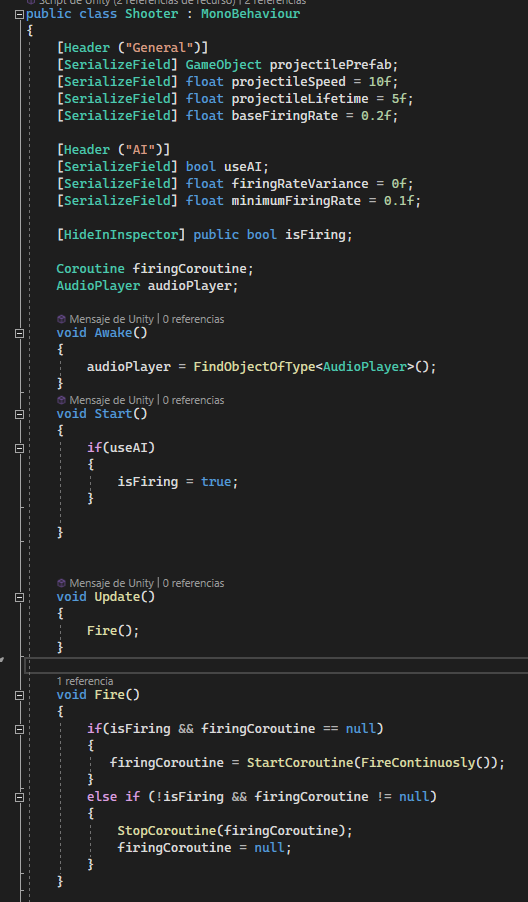 Script de Unity (2 referencias de recurso) | 2 referencias
public class Shooter : MonoBehaviour
{
[Header ("General")]
[SerializeField] GameObject projectilePrefab;
[SerializeField] float projectileSpeed = 10f;
[SerializeField] float projectileLifetime = 5f;
[SerializeField] float baseFiringRate = 0.2f;
[Header ("AI")]
[SerializeField] bool useAI;
[SerializeField] float firingRateVariance = 0f;
[SerializeField] float minimumFiringRate = 0.1f;
[HideInInspector] public bool isFiring;
Coroutine firingCoroutine;
AudioPlayer audioPlayer;
Mensaje de Unity | 0 referencias
void Awake()
{
audioPlayer = FindObjectOfType<AudioPlayer>();
}
Mensaje de Unity | 0 referencias
void Start()
{
if(useAI)
{
isFiring = true;
}
}
Mensaje de Unity | 0 referencias
void Update()
{
Fire();
}
1 referencia
void Fire()
{
if(isFiring && firingCoroutine == null)
{
firingCoroutine = StartCoroutine(FireContinuosly());
}
else if (!isFiring && firingCoroutine != null)
{
StopCoroutine(firingCoroutine);
firingCoroutine = null;
}
}